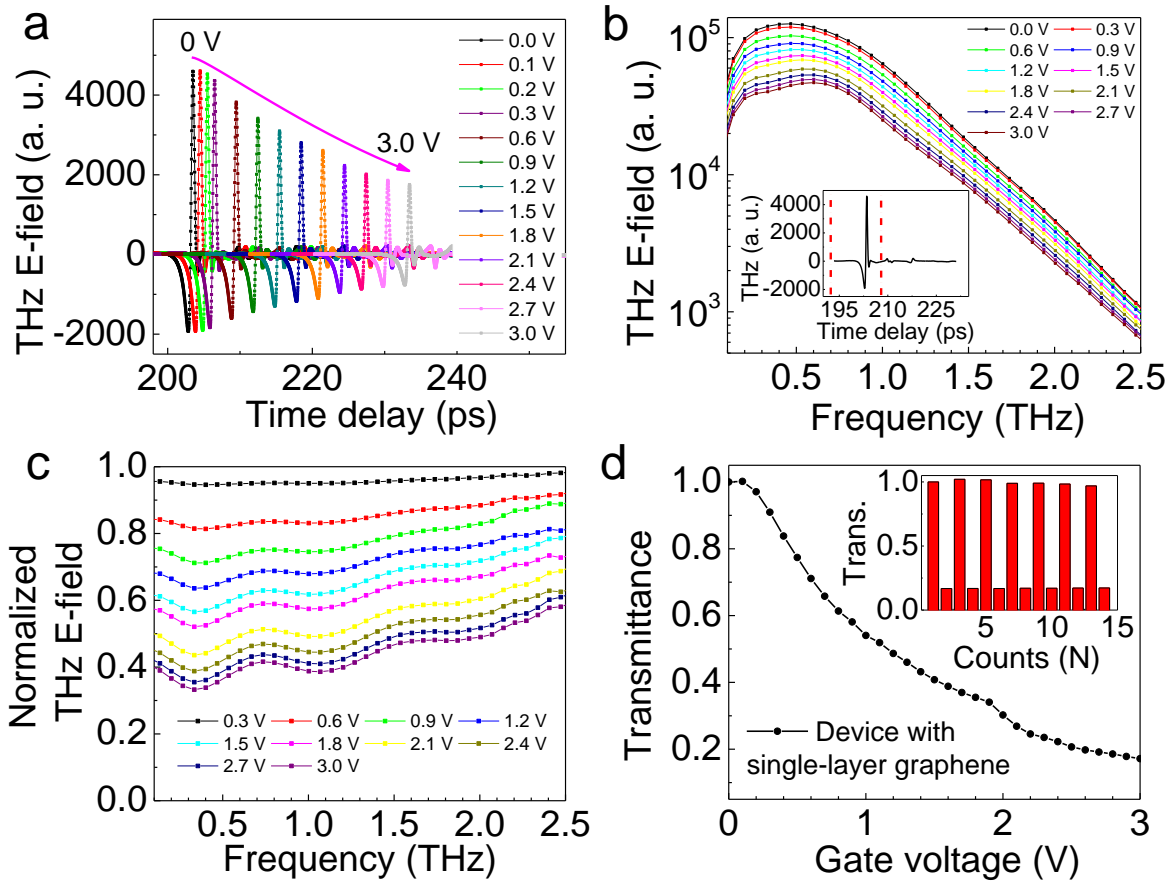 a
THz E-field (a. u.)
4000
2000
0
-2000
200
220
240
Time delay (ps)
0 V
3.0 V
0.0 V
0.1 V
0.2 V
0.3 V
0.6 V
0.9 V
1.2 V
1.5 V
1.8 V
2.1 V
2.4 V
2.7 V
3.0 V
b
THz E-field (a. u.)
10⁵
10⁴
10³
0.5 1.0 1.5 2.0 2.5
Frequency (THz)
0.0 V 0.3 V
0.6 V 0.9 V
1.2 V 1.5 V
1.8 V 2.1 V
2.4 V 2.7 V
3.0 V
THz (a. u.)
4000
2000
0
-2000
195 210 225
Time delay (ps)
c
Normalized
THz E-field
1.0
0.8
0.6
0.4
0.2
0.0
0.5 1.0 1.5 2.0 2.5
Frequency (THz)
0.3 V 0.6 V 0.9 V 1.2 V
1.5 V 1.8 V 2.1 V 2.4 V
2.7 V 3.0 V
d
Transmittance
1.0
0.8
0.6
0.4
0.2
0 1 2 3
Gate voltage (V)
Device with
single-layer graphene
Trans.
1.0
0.5
0.0
5 10 15
Counts (N)